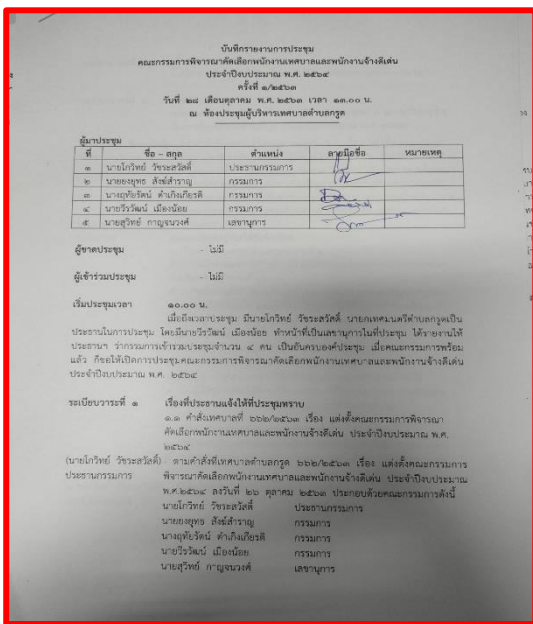 บันทึกรายงานการประชุม
คณะกรรมการพิจารณาคัดเลือกพนักงานเทศบาลและพนักงานจ้างดีเด่น
ประจำปีงบประมาณ พ.ศ. ๒๕๖๔
ครั้งที่ ๑/๒๕๖๓
วันที่ ๒๘ เดือนตุลาคม พ.ศ. ๒๕๖๓ เวลา ๑๓.๐๐ น.
ณ ห้องประชุมผู้บริหารเทศบาลตำบลกรูด
ผู้มาประชุม
ที่ ชื่อ – สกุล ตำแหน่ง ลายมือชื่อ หมายเหตุ
๑ นายโกวิทย์ วัชระสวัสดิ์ ประธานกรรมการ
๒ นายยงยุทธ สังข์สำราญ กรรมการ
๓ นางฤทัยรัตน์ ดำเกิงเกียรติ กรรมการ
๔ นายวีรวัฒน์ เมืองน้อย กรรมการ
๕ นายสุวิทย์ กาญจนวงศ์ เลขานุการ
ผู้ขาดประชุม - ไม่มี
ผู้เข้าร่วมประชุม - ไม่มี
เริ่มประชุมเวลา ๑๐.๐๐ น.
เมื่อถึงเวลาประชุม มีนายโกวิทย์ วัชระสวัสดิ์ นายกเทศมนตรีตำบลกรูดเป็น
ประธานในการประชุม โดยมีนายวีรวัฒน์ เมืองน้อย ทำหน้าที่เป็นเลขานุการในที่ประชุม ได้รายงานให้
ประธานฯ ว่ากรรมการเข้าร่วมประชุมจำนวน ๔ คน เป็นอันครบองค์ประชุม เมื่อคณะกรรมการพร้อม
แล้ว ก็ขอให้เปิดการประชุมคณะกรรมการพิจารณาคัดเลือกพนักงานเทศบาลและพนักงานจ้างดีเด่น
ประจำปีงบประมาณ พ.ศ. ๒๕๖๔
ระเบียบวาระที่ ๑ เรื่องที่ประธานแจ้งให้ที่ประชุมทราบ
๑.๑ คำสั่งเทศบาลที่ ๖๖๒/๒๕๖๓ เรื่อง แต่งตั้งคณะกรรมการพิจารณา
คัดเลือกพนักงานเทศบาลและพนักงานจ้างดีเด่น ประจำปีงบประมาณ พ.ศ.
๒๕๖๔
(นายโกวิทย์ วัชระสวัสดิ์) ตามคำสั่งที่เทศบาลตำบลกรูด ๖๖๒/๒๕๖๓ เรื่อง แต่งตั้งคณะกรรมการ
ประธานกรรมการ พิจารณาคัดเลือกพนักงานเทศบาลและพนักงานจ้างดีเด่น ประจำปีงบประมาณ
พ.ศ.๒๕๖๔ ลงวันที่ ๒๖ ตุลาคม ๒๕๖๓ ประกอบด้วยคณะกรรมการดังนี้
นายโกวิทย์ วัชระสวัสดิ์ ประธานกรรมการ
นายยงยุทธ สังข์สำราญ กรรมการ
นางฤทัยรัตน์ ดำเกิงเกียรติ กรรมการ
นายวีรวัฒน์ เมืองน้อย กรรมการ
นายสุวิทย์ กาญจนวงศ์ เลขานุการ